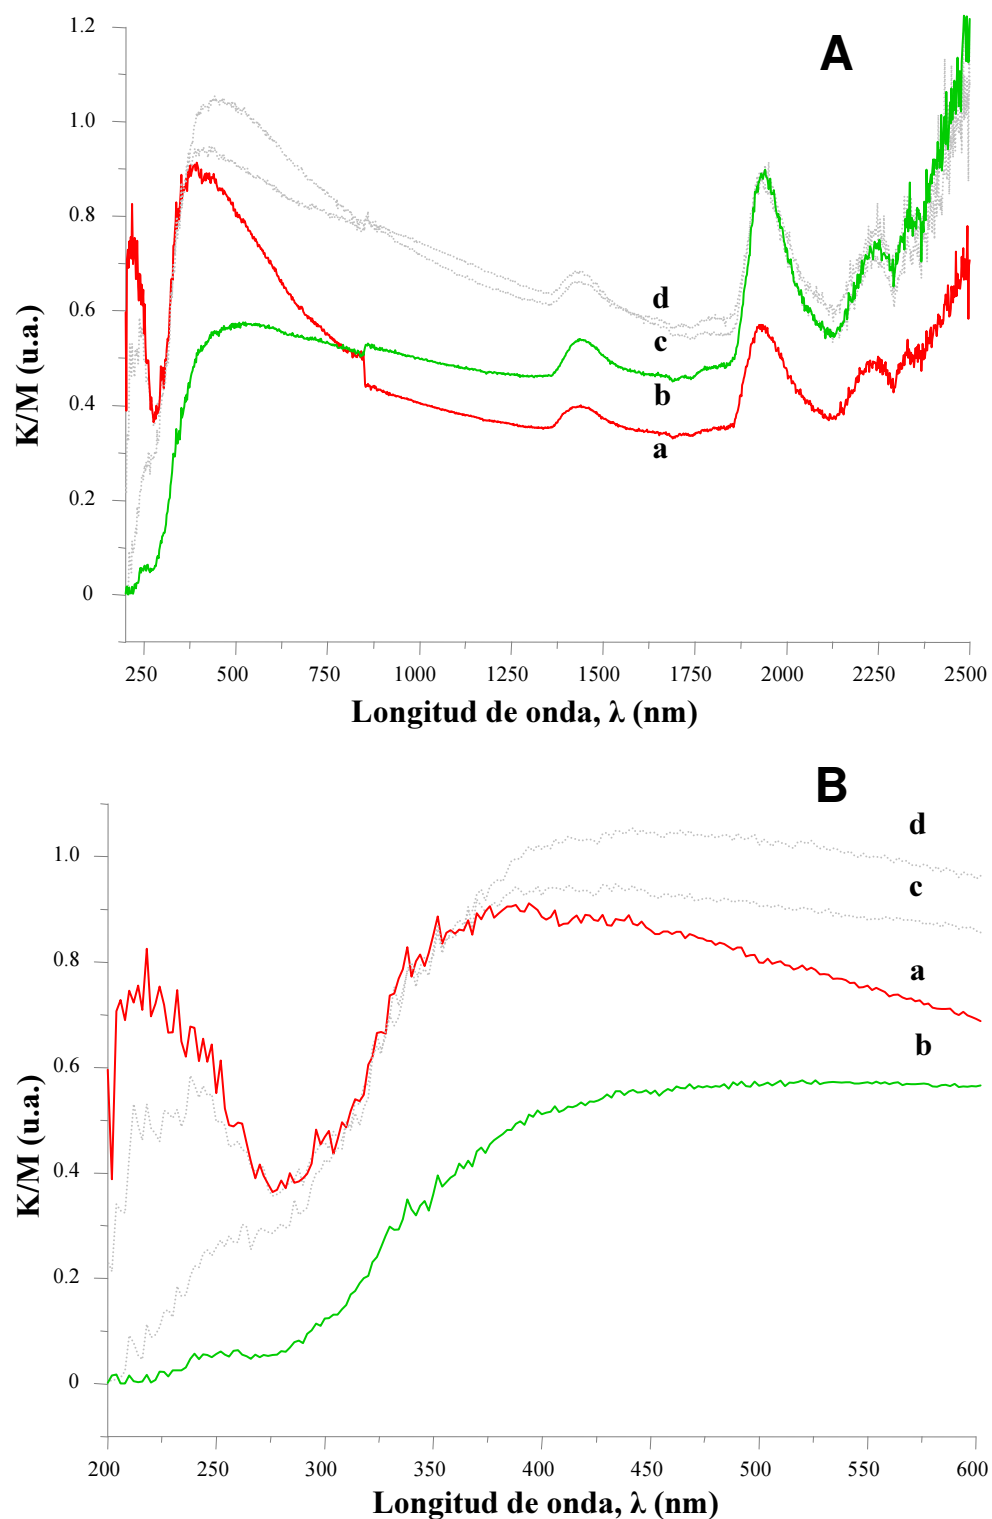 A
1.2
1.0
0.8
0.6
0.4
0.2
0
K/M (u.a.)
d
c
b
a
250 500 750 1000 1250 1500 1750 2000 2250 2500
Longitud de onda, λ (nm)
B
d
c
a
b
1.0
0.8
0.6
0.4
0.2
0
K/M (u.a.)
200 250 300 350 400 450 500 550 600
Longitud de onda, λ (nm)